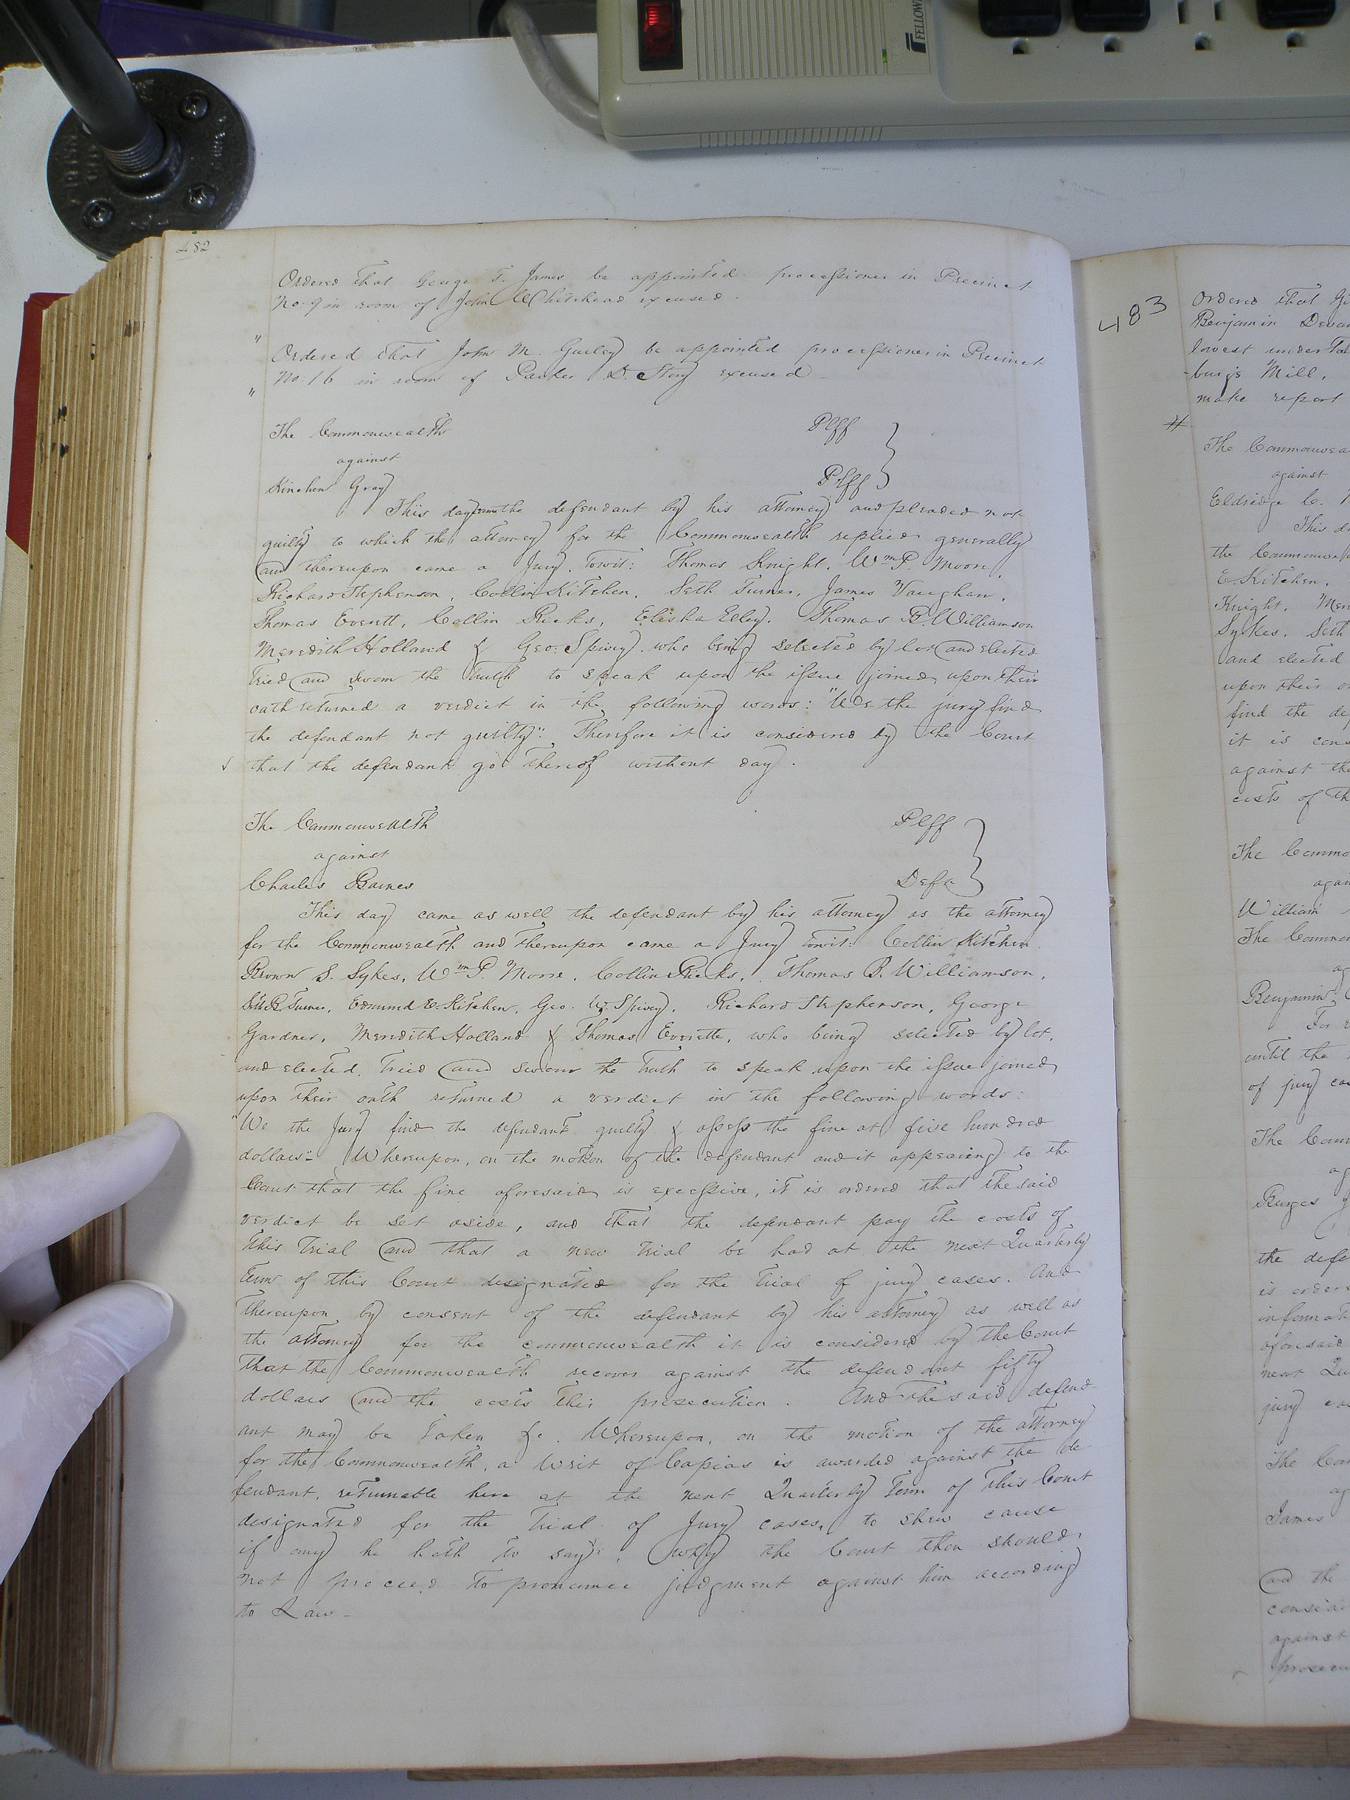 482
Ordered that George T. James be appointed processioner in Precinct
No. 9 in room of John Whitehead excused.
" Ordered that John M. Gurley be appointed processioner in Precinct
" No. 16 in room of Parker D. Story excused
The Commonwealth Plff
against
Kinchen Gray Plff
This day came the defendant by his attorney and pleaded not
guilty to which the attorney for the Commonwealth replied generally
and thereupon came a Jury, towit: Thomas Knight, Wm P. Moore,
Richard Stephenson, Collin Kitchen, Seth Turner, James Vaughan,
Thomas Everett, Collin Ricks, Elisha Eley, Thomas B. Williamson
Meredith Holland & Geo. Spivey, who being selected by lot and elected
tried and sworn the truth to speak upon the issue joined upon their
oath returned a verdict in the following words: "We the jury find
the defendant not guilty": Therefore it is considered by the Court
that the defendant go thereof without day.
The Commonwealth Plff
against
Charles Barnes Deft
This day came as well the defendant by his attorney as the attorney
for the Commonwealth and thereupon came a Jury towit: Collin Kitchen
Brown S. Sykes, Wm P. Moore, Collin Ricks, Thomas B. Williamson,
Seth R. Turner, Edmund E. Kitchen, Geo. W. Spivey, Richard Stephenson, George
Gardner, Meredith Holland & Thomas Everette, who being selected by lot,
and elected, tried and sworn the truth to speak upon the issue joined
upon their oath returned a verdict in the following words:
"We the Jury find the defendant guilty & assess the fine at five hundred
dollars" Whereupon, on the motion of the defendant and it appearing to the
Court that the fine aforesaid is excessive, it is ordered that the said
verdict be set aside, and that the defendant pay the costs of
this trial and that a new trial be had at the next Quarterly
term of this Court designated for the trial of jury cases. And
thereupon by consent of the defendant by his attorney as well as
the attorney for the commonwealth it is considered by the Court
that the Commonwealth recover against the defendant fifty
dollars and the costs this prosecution. And the said defend-
ant may be taken &c. Whereupon, on the motion of the attorney
for the Commonwealth, a writ of Capias is awarded against the de
fendant, returnable here at the next Quarterly Term of this Court
designated for the trial of Jury cases, to shew cause
if any he hath to say, why the Court then should
not proceed to pronounce judgment against him according
to Law-
483
Ordered that
Benjamin
lowest
Mill,
make report
#
The
against
Eldridge
This
the
E. Kitchen,
Knight,
Sykes, Seth
and elected
upon their
find the
it is
against the
costs of
The
William
The
Benjamin
For
until the
of jury
The
Burges
the
is
aforesaid
next
jury
The
James
and the
against
FELLOW